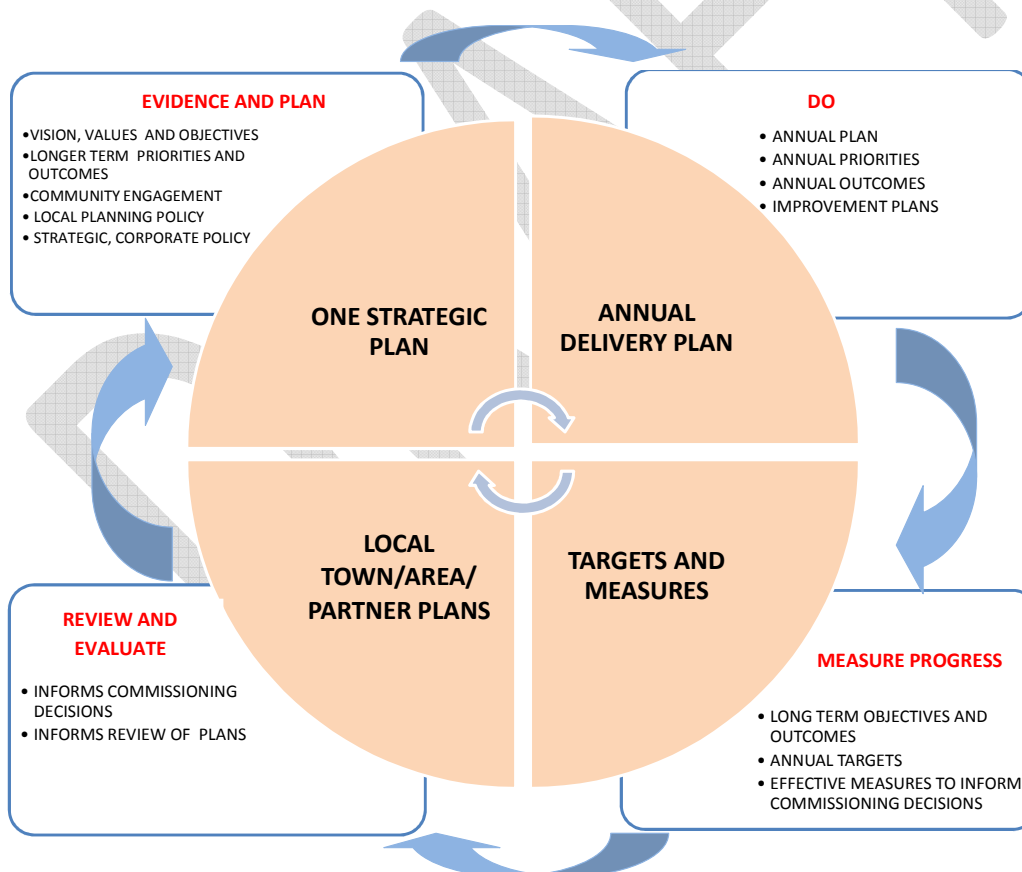 EVIDENCE AND PLAN
•VISION, VALUES AND OBJECTIVES
•LONGER TERM PRIORITIES AND
OUTCOMES
•COMMUNITY ENGAGEMENT
• LOCAL PLANNING POLICY
• STRATEGIC, CORPORATE POLICY
DO
• ANNUAL PLAN
• ANNUAL PRIORITIES
• ANNUAL OUTCOMES
• IMPROVEMENT PLANS
ONE STRATEGIC
PLAN
ANNUAL
DELIVERY PLAN
LOCAL
TOWN/AREA/
PARTNER PLANS
TARGETS AND
MEASURES
REVIEW AND
EVALUATE
• INFORMS COMMISSIONING
DECISIONS
• INFORMS REVIEW OF PLANS
MEASURE PROGRESS
• LONG TERM OBJECTIVES AND
OUTCOMES
• ANNUAL TARGETS
• EFFECTIVE MEASURES TO INFORM
COMMISSIONING DECISIONS